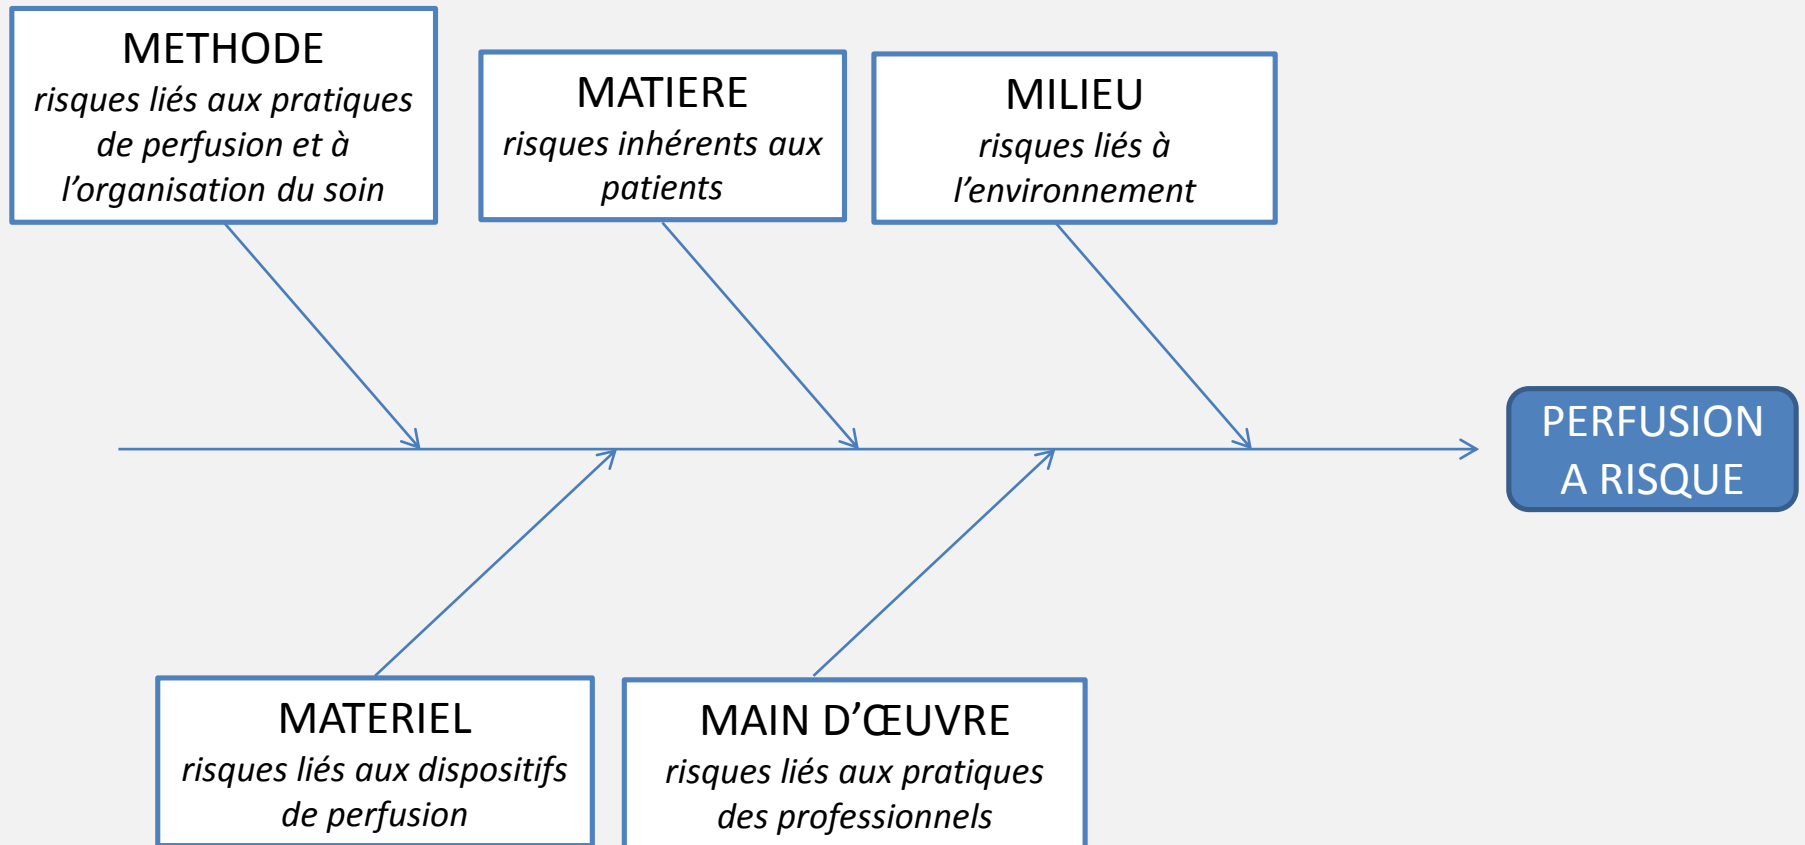 METHODE
risques liés aux pratiques
de perfusion et à
l’organisation du soin
MATIERE
risques inhérents aux
patients
MILIEU
risques liés à
l’environnement
PERFUSION
A RISQUE
MATERIEL
risques liés aux dispositifs
de perfusion
MAIN D’ŒUVRE
risques liés aux pratiques
des professionnels